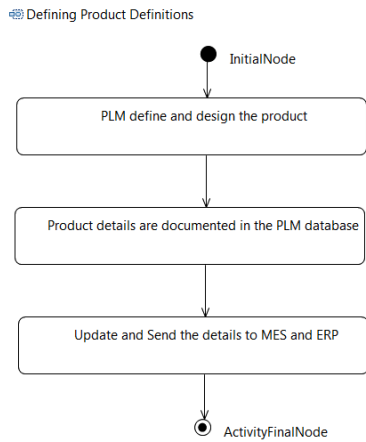 Defining Product Definitions
InitialNode
PLM define and design the product
Product details are documented in the PLM database
Update and Send the details to MES and ERP
ActivityFinalNode